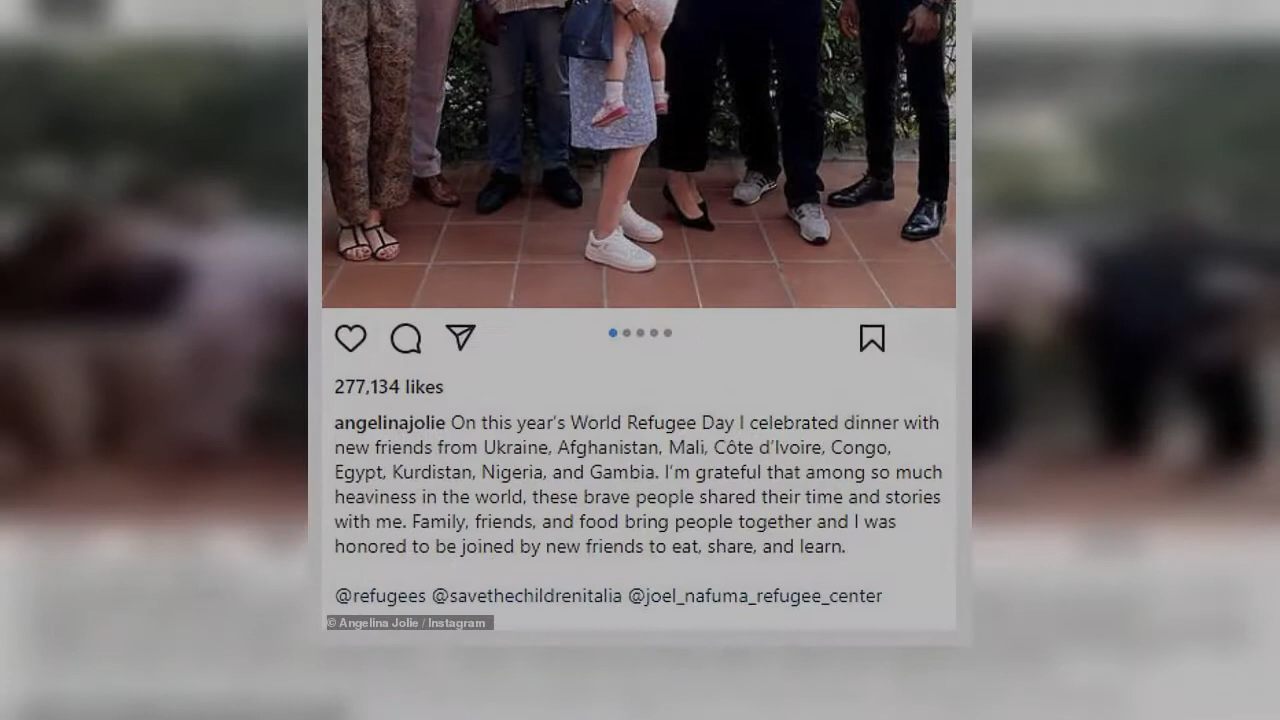 277,134 likes
angelinajolie On this year's World Refugee Day I celebrated dinner with
new friends from Ukraine, Afghanistan, Mali, Côte d'Ivoire, Congo,
Egypt, Kurdistan, Nigeria, and Gambia. I'm grateful that among so much
heaviness in the world, these brave people shared their time and stories
with me. Family, friends, and food bring people together and I was
honored to be joined by new friends to eat, share, and learn.
@refugees @savethechildrenitalia @joel_nafuma_refugee_center
© Angelina Jolie / Instagram